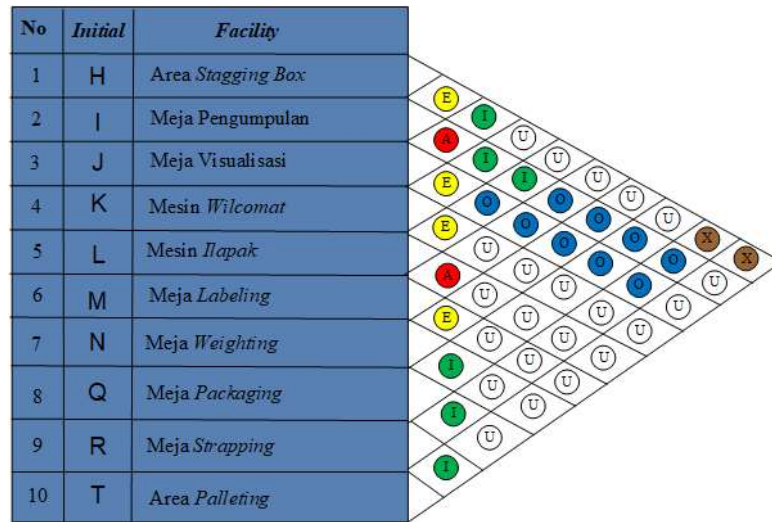 No Initial Facility
1 H Area Stagging Box
2 I Meja Pengumpulan
3 J Meja Visualisasi
4 K Mesin Wilcomat
5 L Mesin Ilapak
6 M Meja Labeling
7 N Meja Weighting
8 Q Meja Packaging
9 R Meja Strapping
10 T Area Palleting
E I U U U U U X X
A I I O O O O U
E O O O O O U
E U U U U U
A U U U U
E U U U
I U U
I U
I